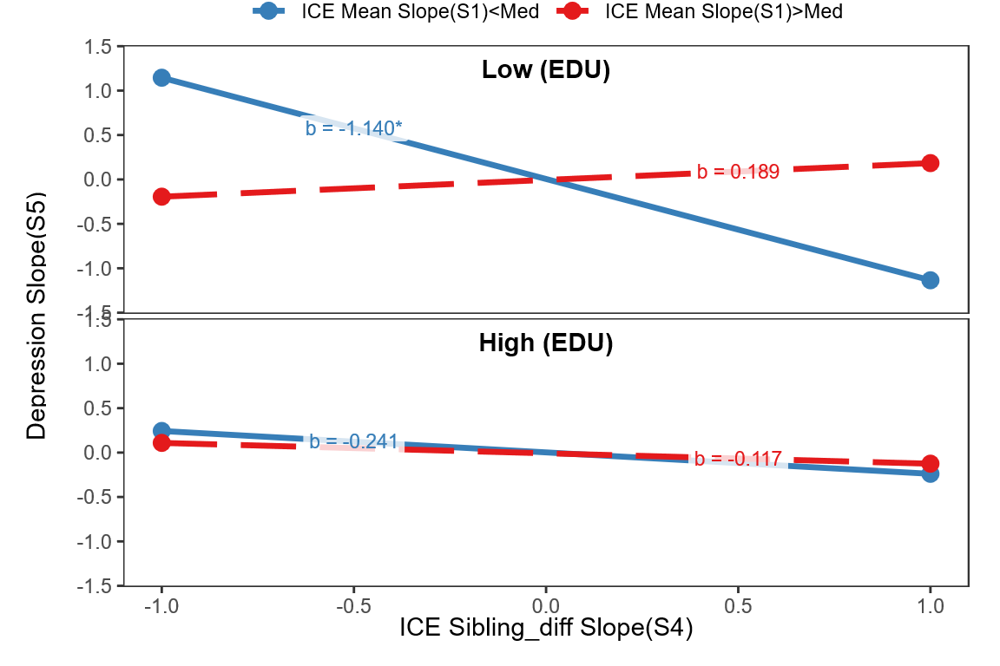 ICE Mean Slope(S1)<Med ICE Mean Slope(S1)>Med
Low (EDU)
1.5
1.0
0.5
0.0
-0.5
-1.0
-1.5
b = -1.140*
b = 0.189
High (EDU)
1.5
1.0
0.5
0.0
-0.5
-1.0
-1.5
b = -0.241
b = -0.117
-1.0 -0.5 0.0 0.5 1.0
ICE Sibling_diff Slope(S4)
Depression Slope(S5)